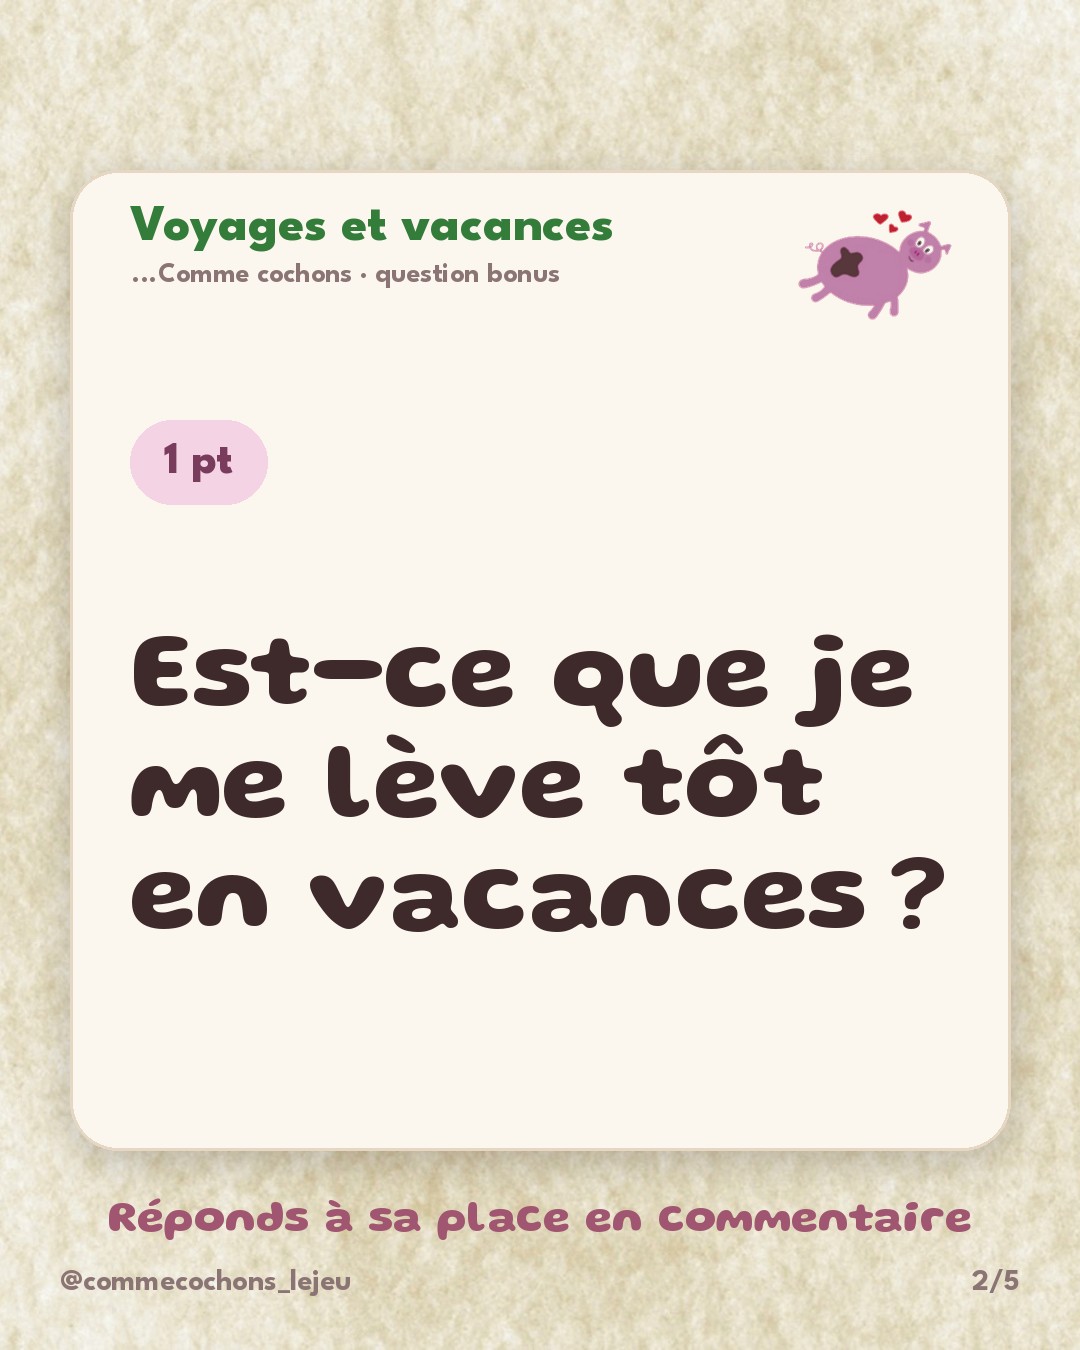 Voyages et vacances
...Comme cochons · question bonus
1 pt
Est-ce que je
me lève tôt
en vacances ?
Réponds à sa place en commentaire
@commecochons_lejeu
2/5